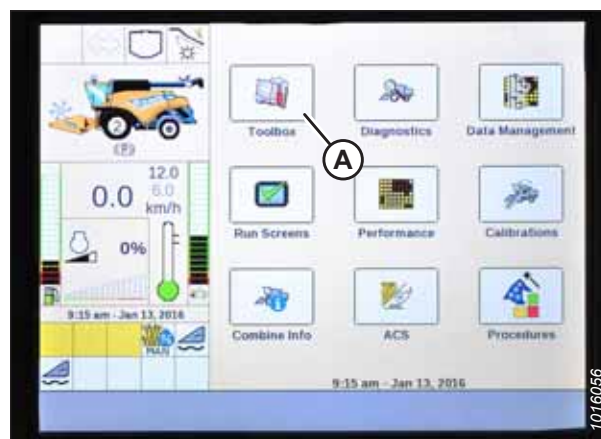 Toolbox
Diagnostics
Data Management
A
2
(P)
12.0
0.0
6.0
km/h
Run Screens
Performance
Calibrations
0%
9:15 am - Jan 13, 2016
MAN
Combine Info
ACS
Procedures
9:15 am - Jan 13, 2016
1016056